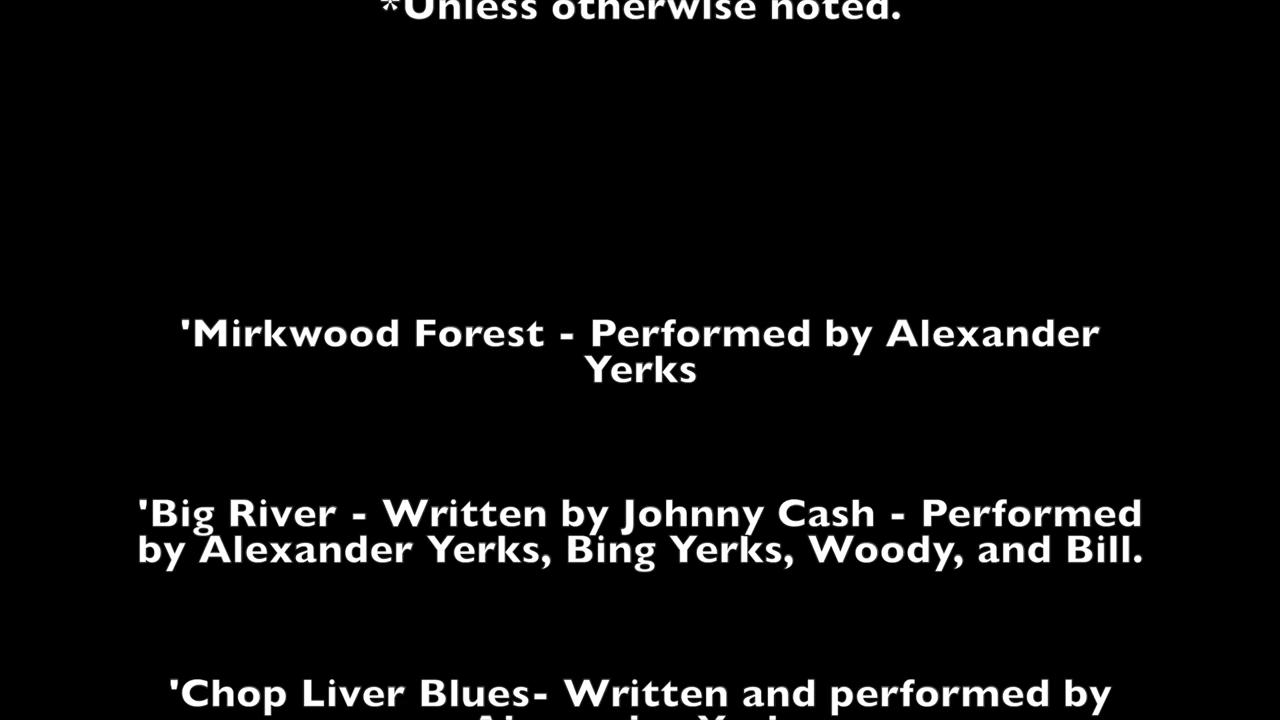 *Unless otherwise noted.
'Mirkwood Forest - Performed by Alexander
Yerks
'Big River - Written by Johnny Cash - Performed
by Alexander Yerks, Bing Yerks, Woody, and Bill.
'Chop Liver Blues- Written and performed by